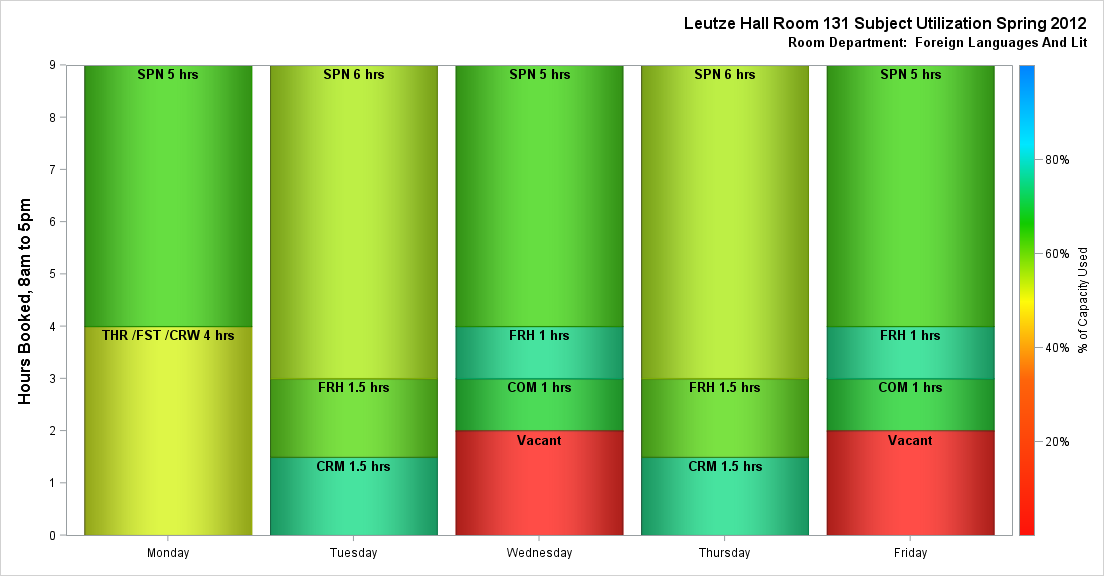 Leutze Hall Room 131 Subject Utilization Spring 2012
Room Department:  Foreign Languages And Lit
Hours Booked, 8am to 5pm
9
8
7
6
5
4
3
2
1
0
SPN 5 hrs
THR /FST /CRW 4 hrs
Monday
SPN 6 hrs
FRH 1.5 hrs
CRM 1.5 hrs
Tuesday
SPN 5 hrs
FRH 1 hrs
COM 1 hrs
Vacant
Wednesday
SPN 6 hrs
FRH 1.5 hrs
CRM 1.5 hrs
Thursday
SPN 5 hrs
FRH 1 hrs
COM 1 hrs
Vacant
Friday
80%
60%
40%
20%
% of Capacity Used